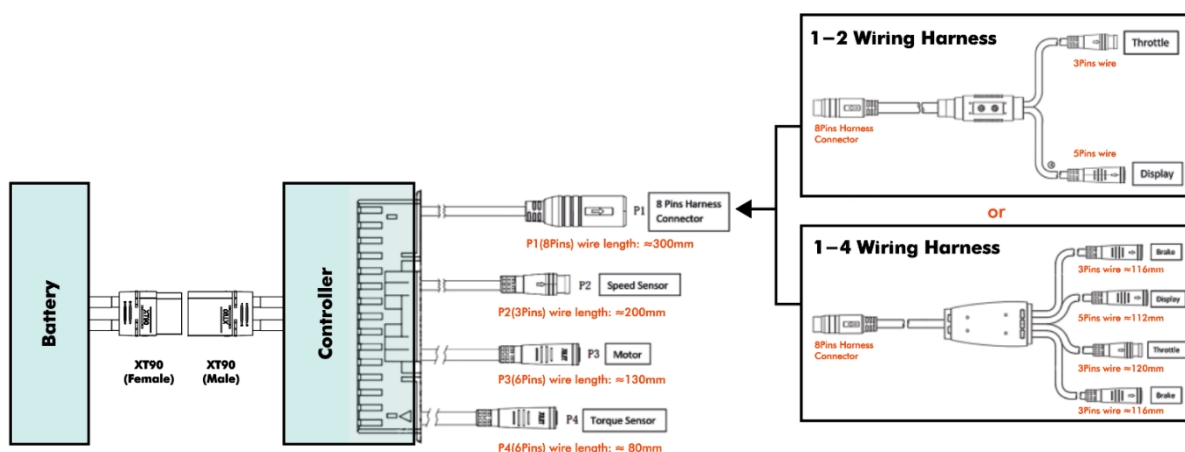 Battery
XT90
(Female)
XT90
(Male)
Controller
P1
8 Pins Harness
Connector
P1(8Pins) wire length: ≈300mm
P2
Speed Sensor
P2(3Pins) wire length: ≈200mm
P3
Motor
P3(6Pins) wire length: ≈130mm
P4
Torque Sensor
P4(6Pins) wire length: ≈ 80mm
1–2 Wiring Harness
Throttle
3Pins wire
8Pins Harness
Connector
5Pins wire
Display
or
1–4 Wiring Harness
Brake
3Pins wire ≈116mm
Display
5Pins wire ≈112mm
8Pins Harness
Connector
Throttle
3Pins wire ≈120mm
Brake
3Pins wire ≈116mm